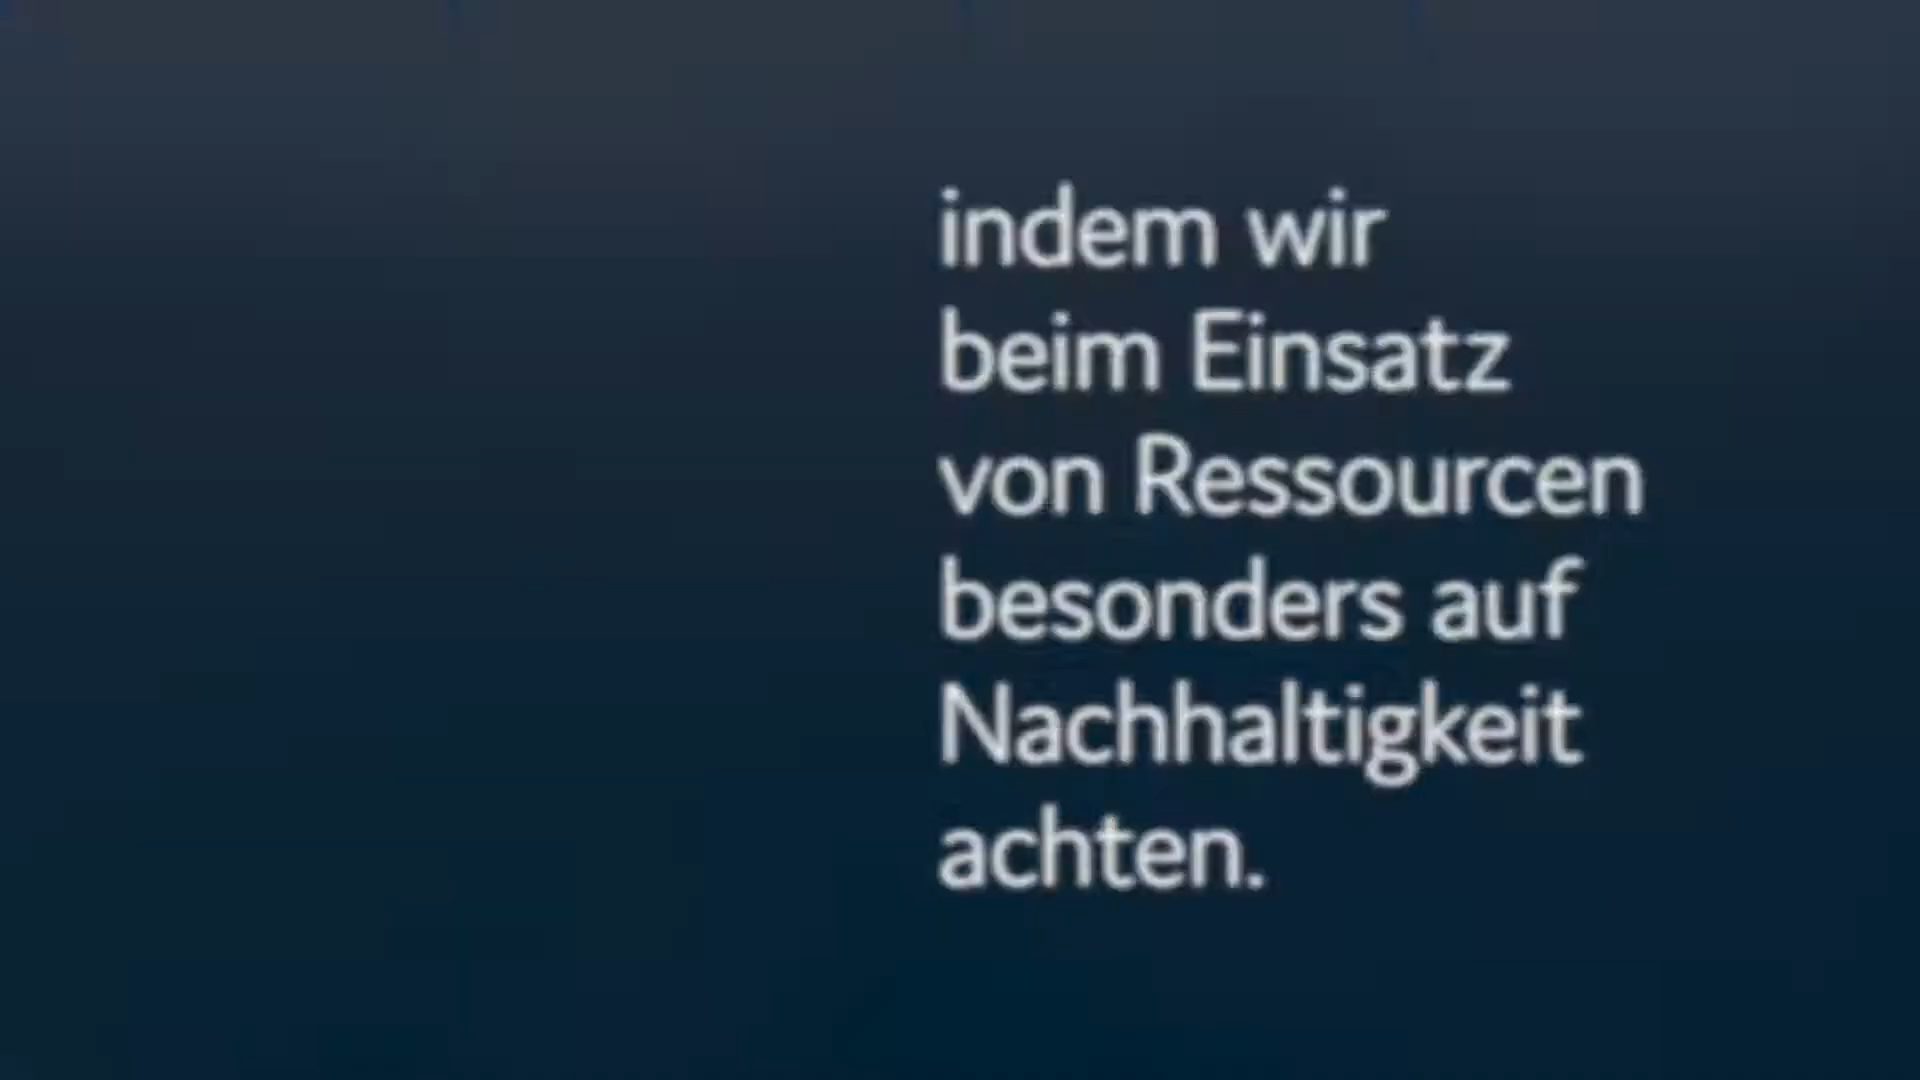 indem wir
beim Einsatz
von Ressourcen
besonders auf
Nachhaltigkeit
achten.